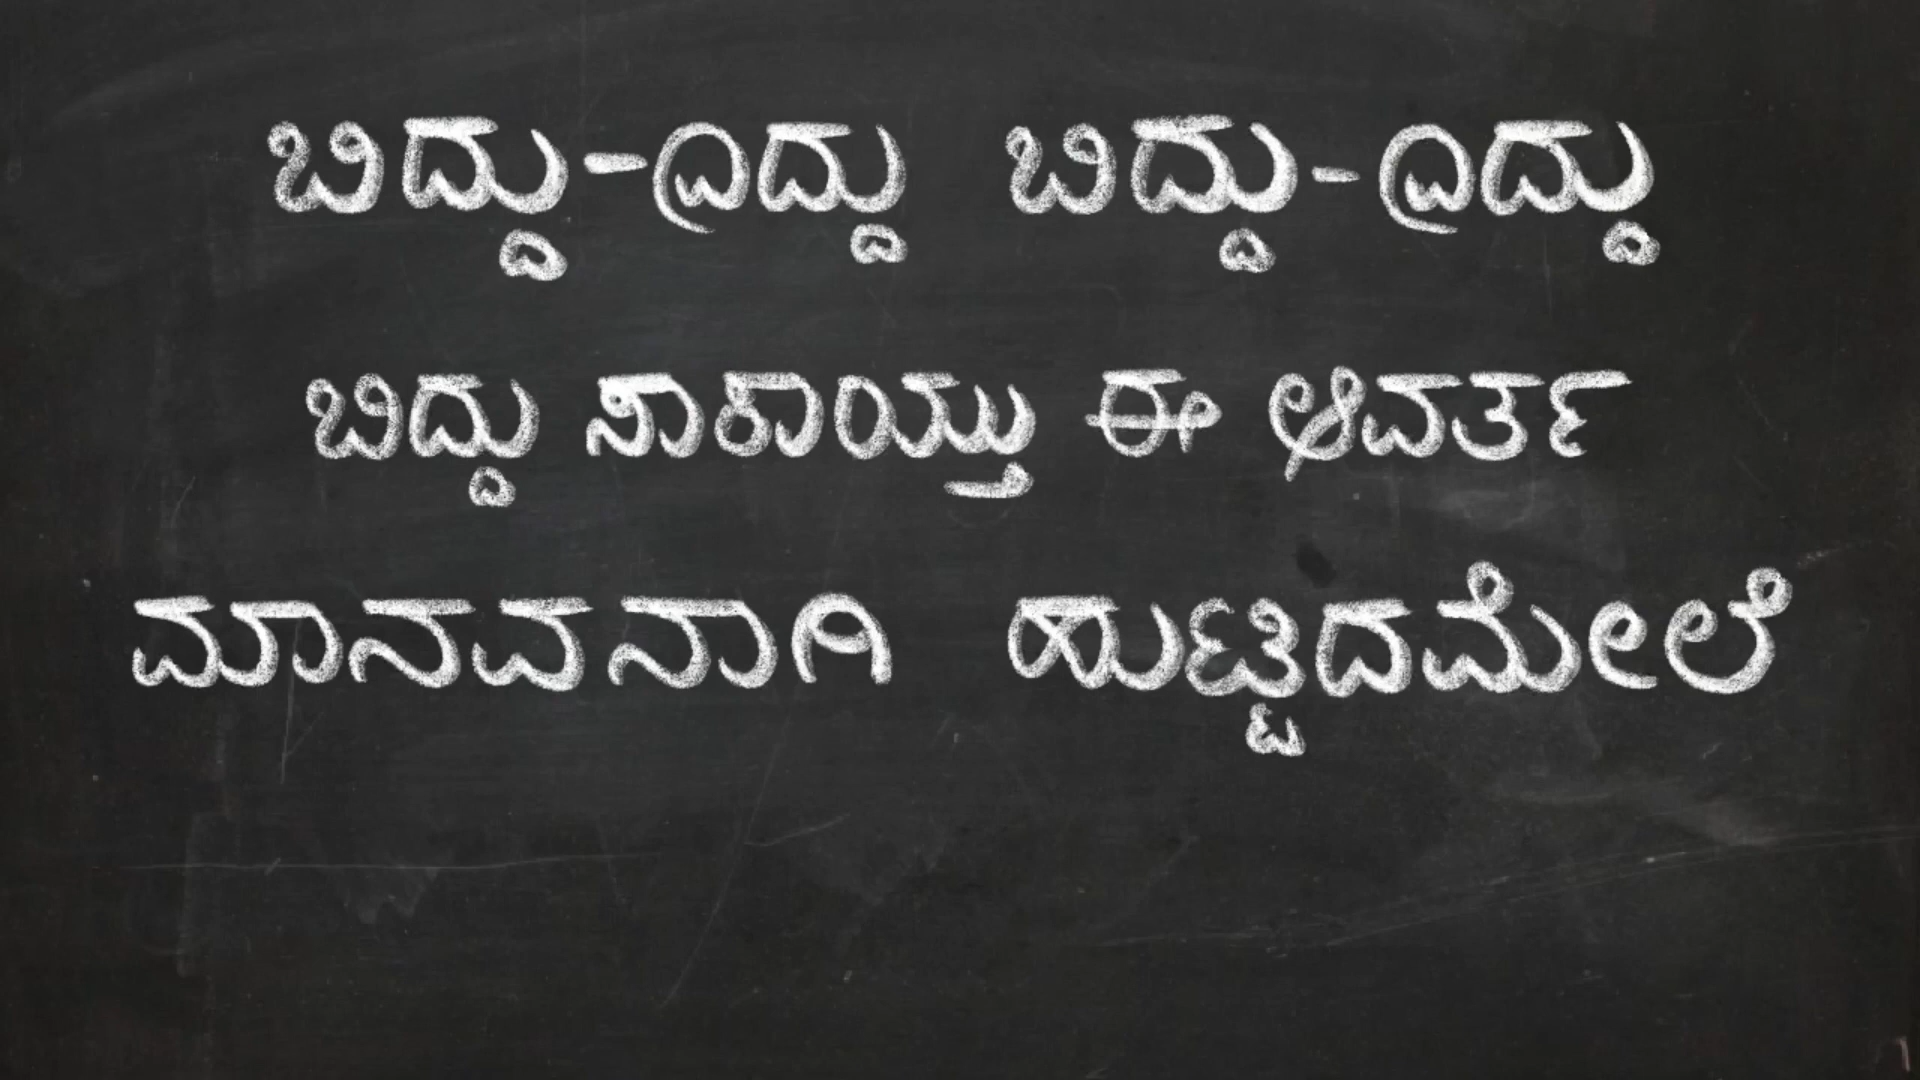 ಬಿದ್ದು-ಎದ್ದು ಬಿದ್ದು-ಎದ್ದು
ಬಿದ್ದು ಸಾಕಾಯ್ತು ಈ ಆವರ್ತ
ಮಾನವನಾಗಿ ಹುಟ್ಟಿದಮೇಲೆ